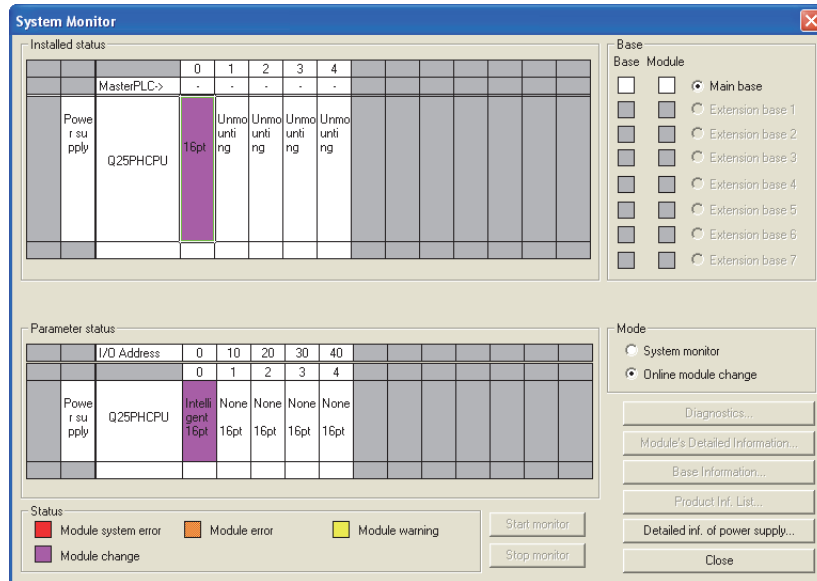 System Monitor
Installed status
0 1 2 3 4
MasterPLC-> - - - - -
Powe Unmo Unmo Unmo Unmo
r su unti unti unti unti
pply Q25PHCPU 16pt ng ng ng ng
Base
Base Module
Main base
Extension base 1
Extension base 2
Extension base 3
Extension base 4
Extension base 5
Extension base 6
Extension base 7
Parameter status
I/O Address 0 10 20 30 40
0 1 2 3 4
Powe Intelli None None None None
r su Q25PHCPU gent
pply 16pt 16pt 16pt 16pt 16pt
Mode
System monitor
Online module change
Diagnostics...
Module's Detailed Information...
Base Information...
Product Inf. List...
Detailed inf. of power supply...
Close
Status
Module system error Module error Module warning
Module change
Start monitor
Stop monitor